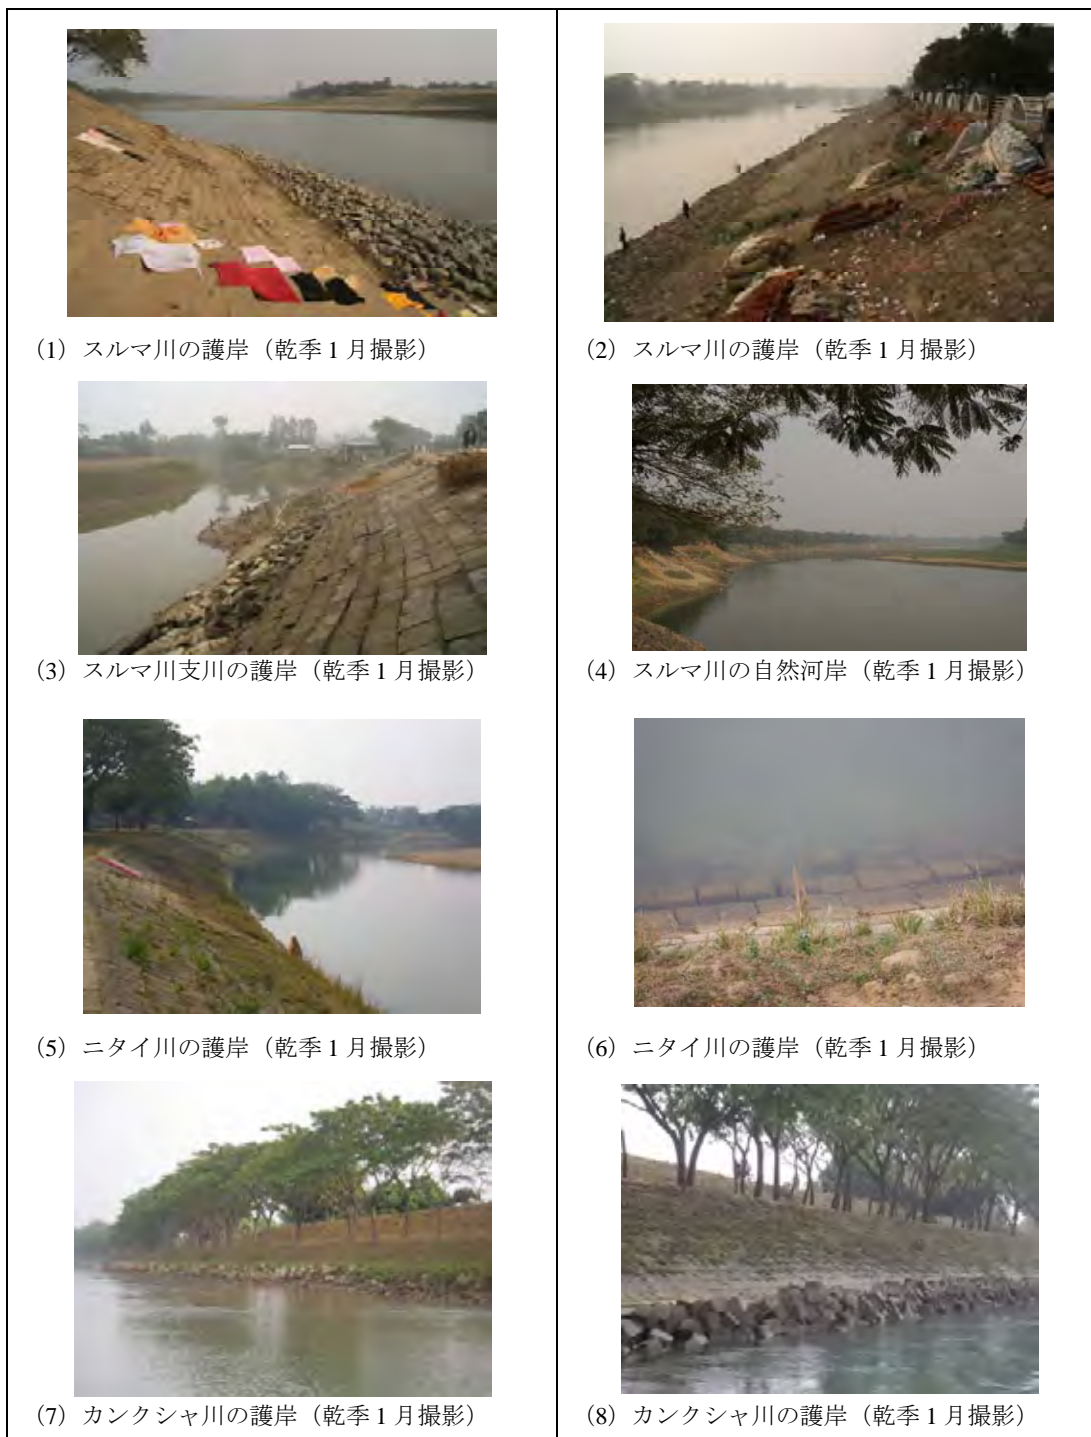 (1) スルマ川の護岸（乾季 1 月撮影）
(2) スルマ川の護岸（乾季 1 月撮影）
(3) スルマ川支川の護岸（乾季 1 月撮影）
(4) スルマ川の自然河岸（乾季 1 月撮影）
(5) ニタイ川の護岸（乾季 1 月撮影）
(6) ニタイ川の護岸（乾季 1 月撮影）
(7) カンクシャ川の護岸（乾季 1 月撮影）
(8) カンクシャ川の護岸（乾季 1 月撮影）